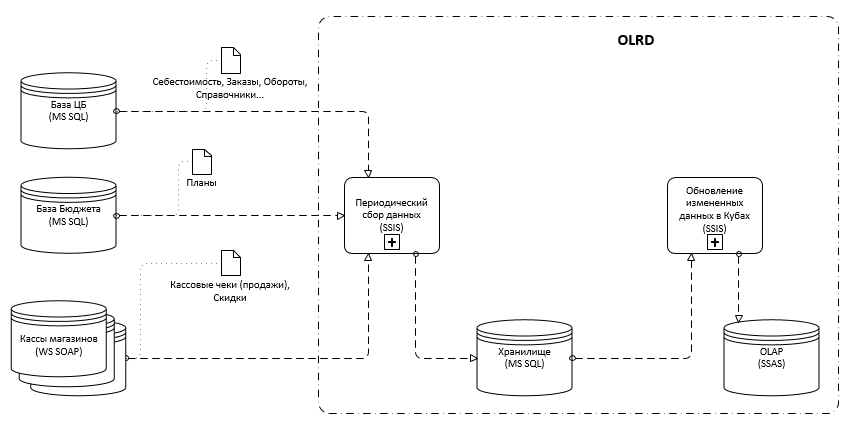 OLRD
Себестоимость, Заказы, Обороты,
Справочники...
База ЦБ
(MS SQL)
Планы
База Бюджета
(MS SQL)
Периодический
сбор данных
(SSIS)
Обновление
измененных
данных в Кубах
(SSIS)
Кассовые чеки (продажи),
Скидки
Кассы магазинов
(WS SOAP)
Хранилище
(MS SQL)
OLAP
(SSAS)